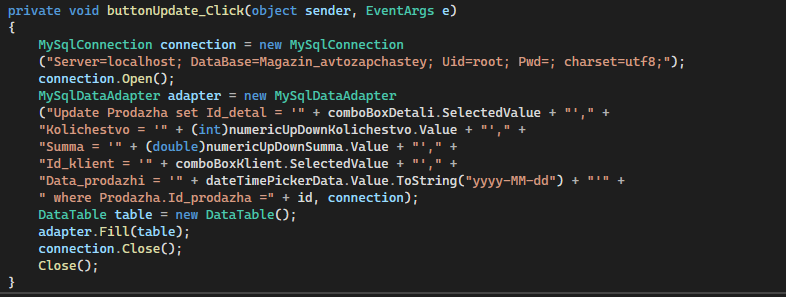 private void buttonUpdate_Click(object sender, EventArgs e)
{
MySqlConnection connection = new MySqlConnection
("Server=localhost; DataBase=Magazin_avtozapchastey; Uid=root; Pwd=; charset=utf8;");
connection.Open();
MySqlDataAdapter adapter = new MySqlDataAdapter
("Update Prodazha set Id_detal = '" + comboBoxDetali.SelectedValue + "'," +
"Kolichestvo = '" + (int)numericUpDownKolichestvo.Value + "'," +
"Summa = '" + (double)numericUpDownSumma.Value + "'," +
"Id_klient = '" + comboBoxKlient.SelectedValue + "'," +
"Data_prodazhi = '" + dateTimePickerData.Value.ToString("yyyy-MM-dd") + "'" +
" where Prodazha.Id_prodazha =" + id, connection);
DataTable table = new DataTable();
adapter.Fill(table);
connection.Close();
Close();
}